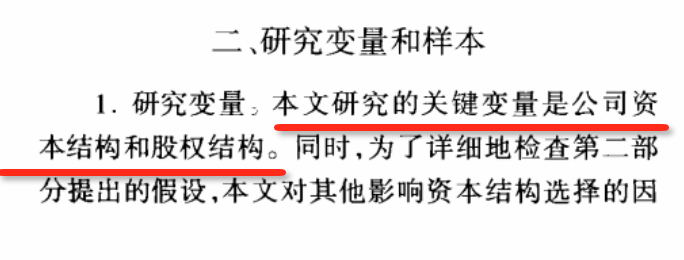 二、研究变量和样本
1. 研究变量。本文研究的关键变量是公司资
本结构和股权结构。同时,为了详细地检查第二部
分提出的假设,本文对其他影响资本结构选择的因